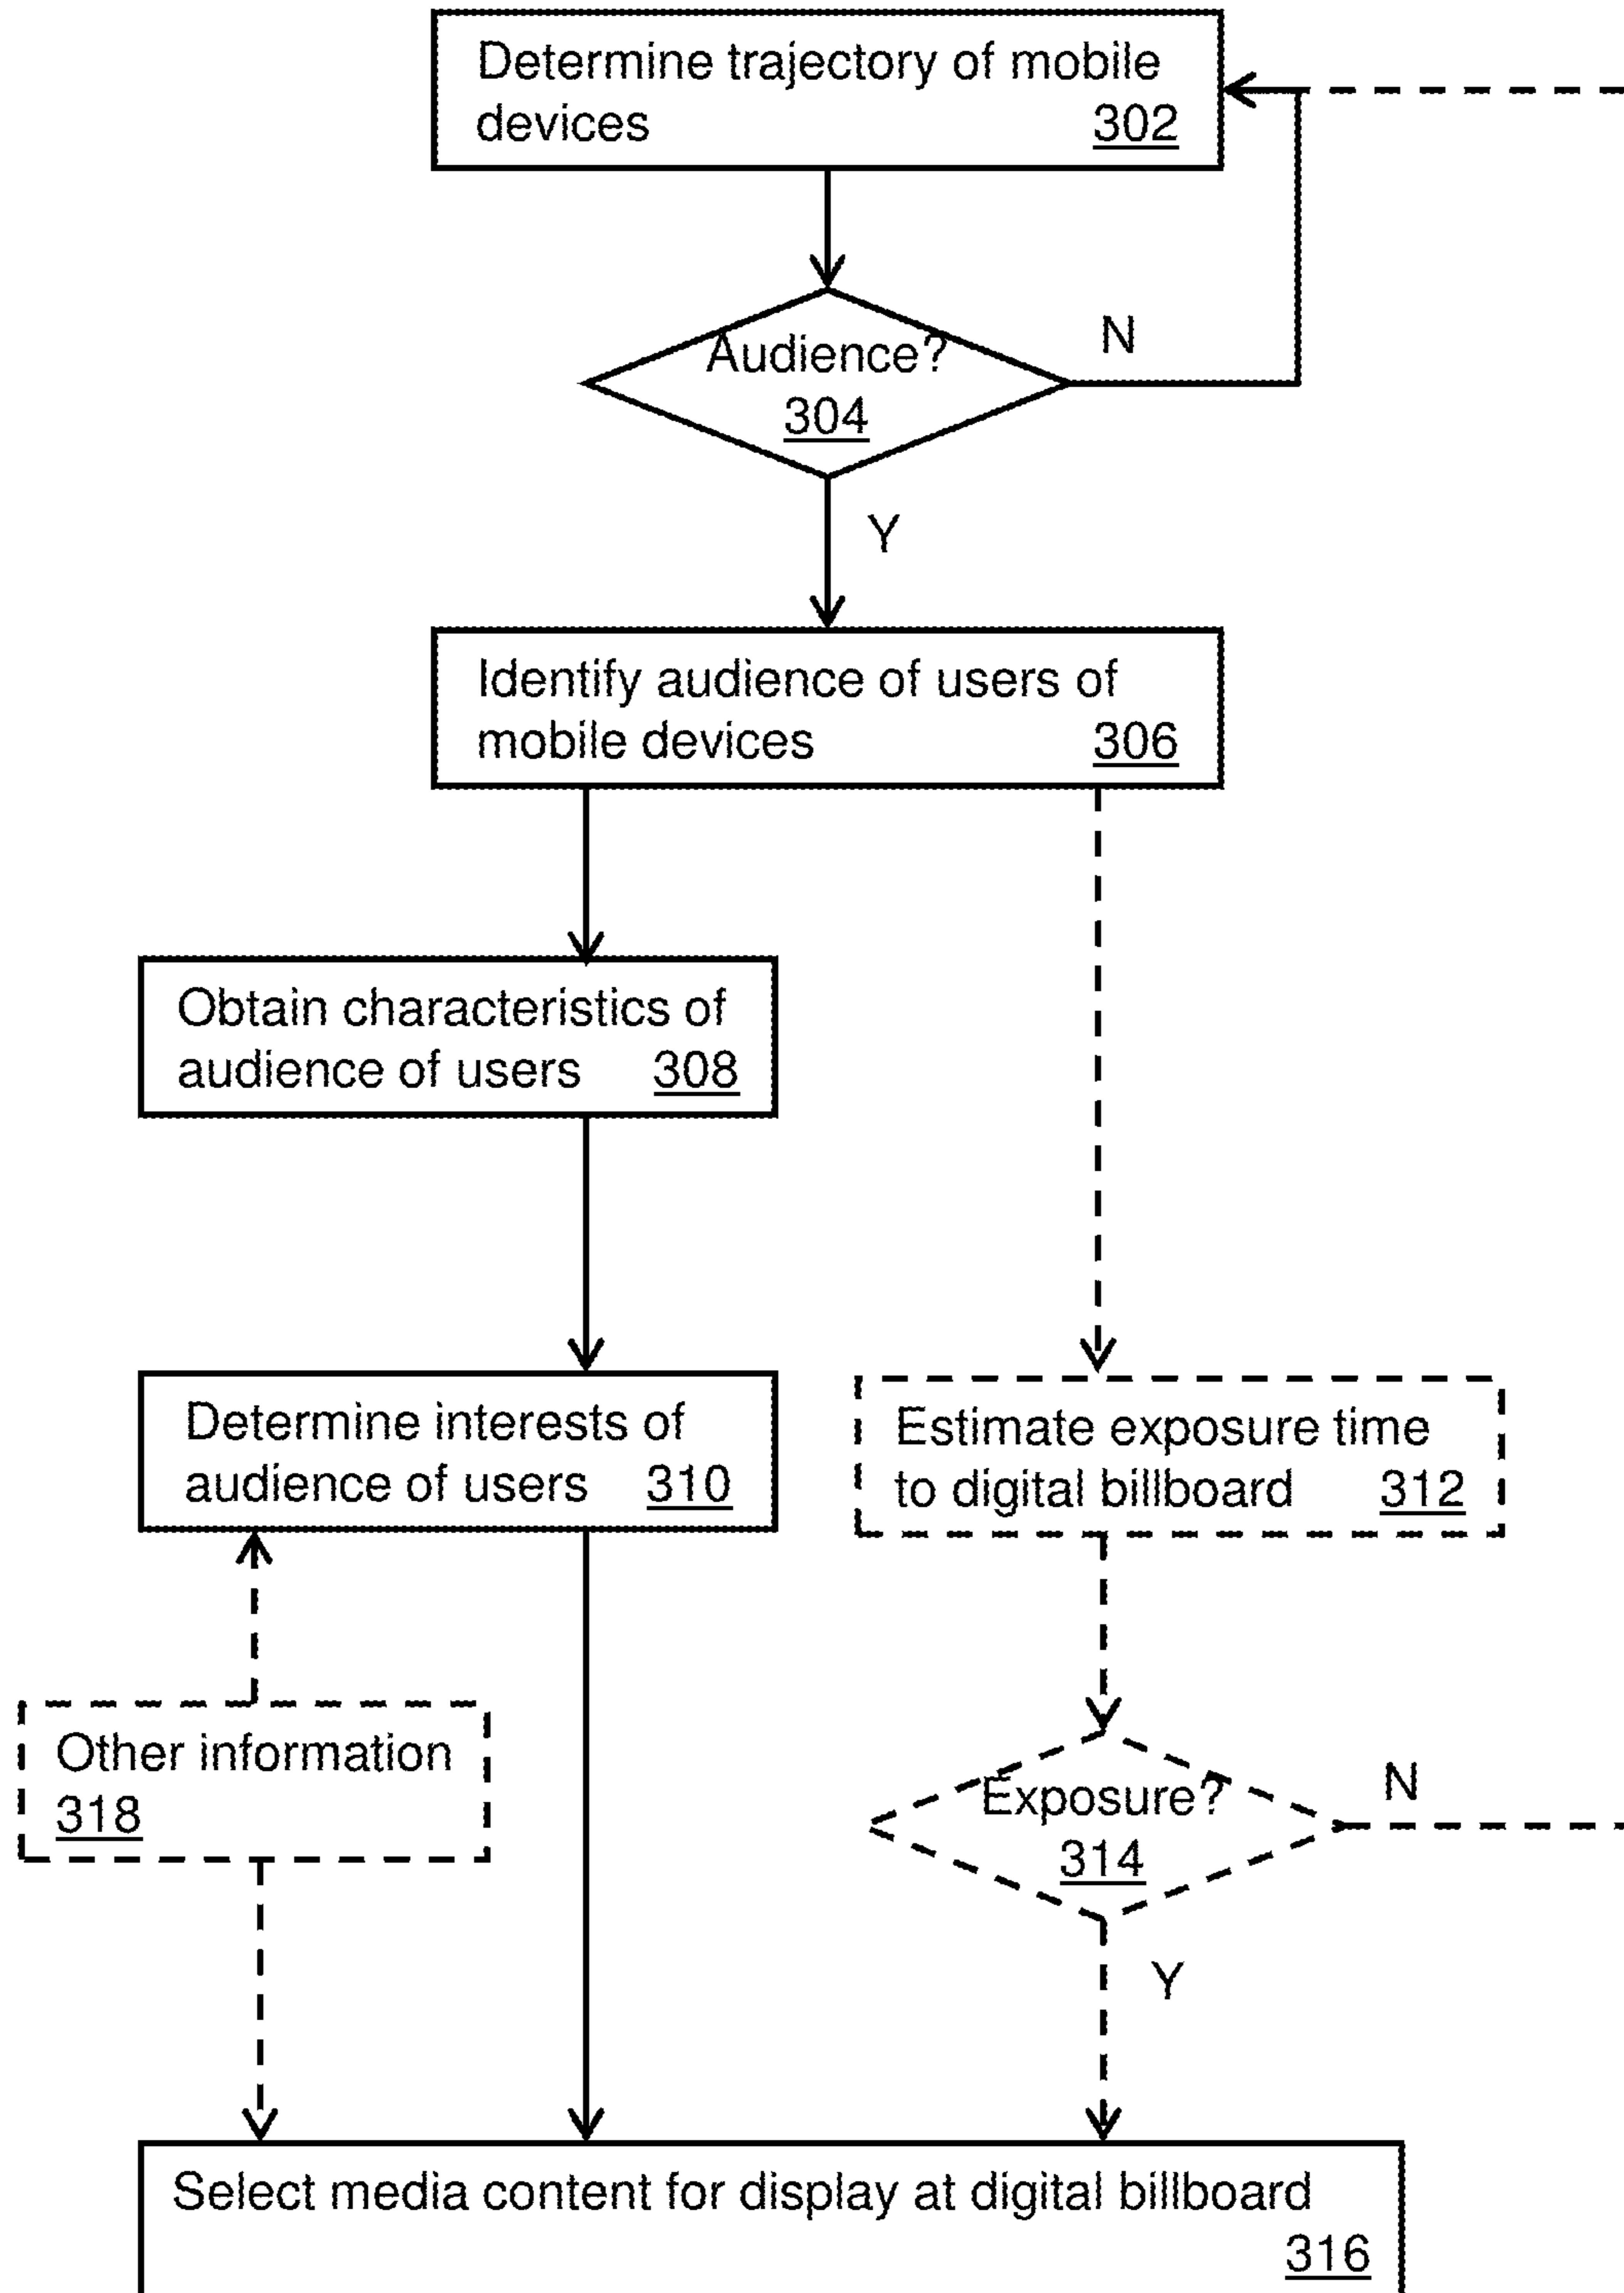 Determine trajectory of mobile
devices 302
Audience?
304
N
Y
Identify audience of users of
mobile devices 306
Obtain characteristics of
audience of users 308
Determine interests of
audience of users 310
Estimate exposure time
to digital billboard 312
Other information
318
Exposure?
314
N
Y
Select media content for display at digital billboard
316